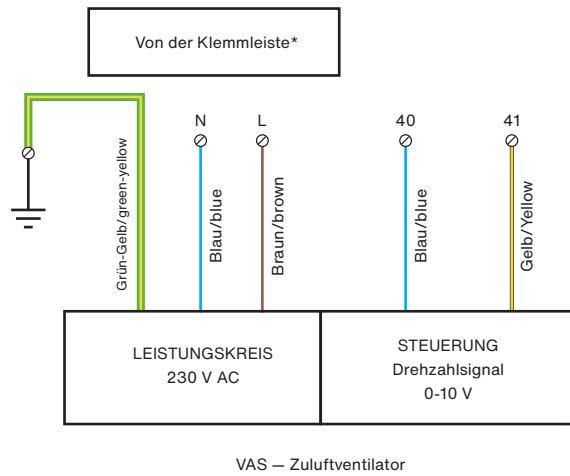 Von der Klemmleiste*
N
L
40
41
Grün-Gelb/green-yellow
Blau/blue
Braun/brown
Blau/blue
Gelb/Yellow
LEISTUNGSKREIS
230 V AC
STEUERUNG
Drehzahlsignal
0-10 V
VAS — Zuluftventilator